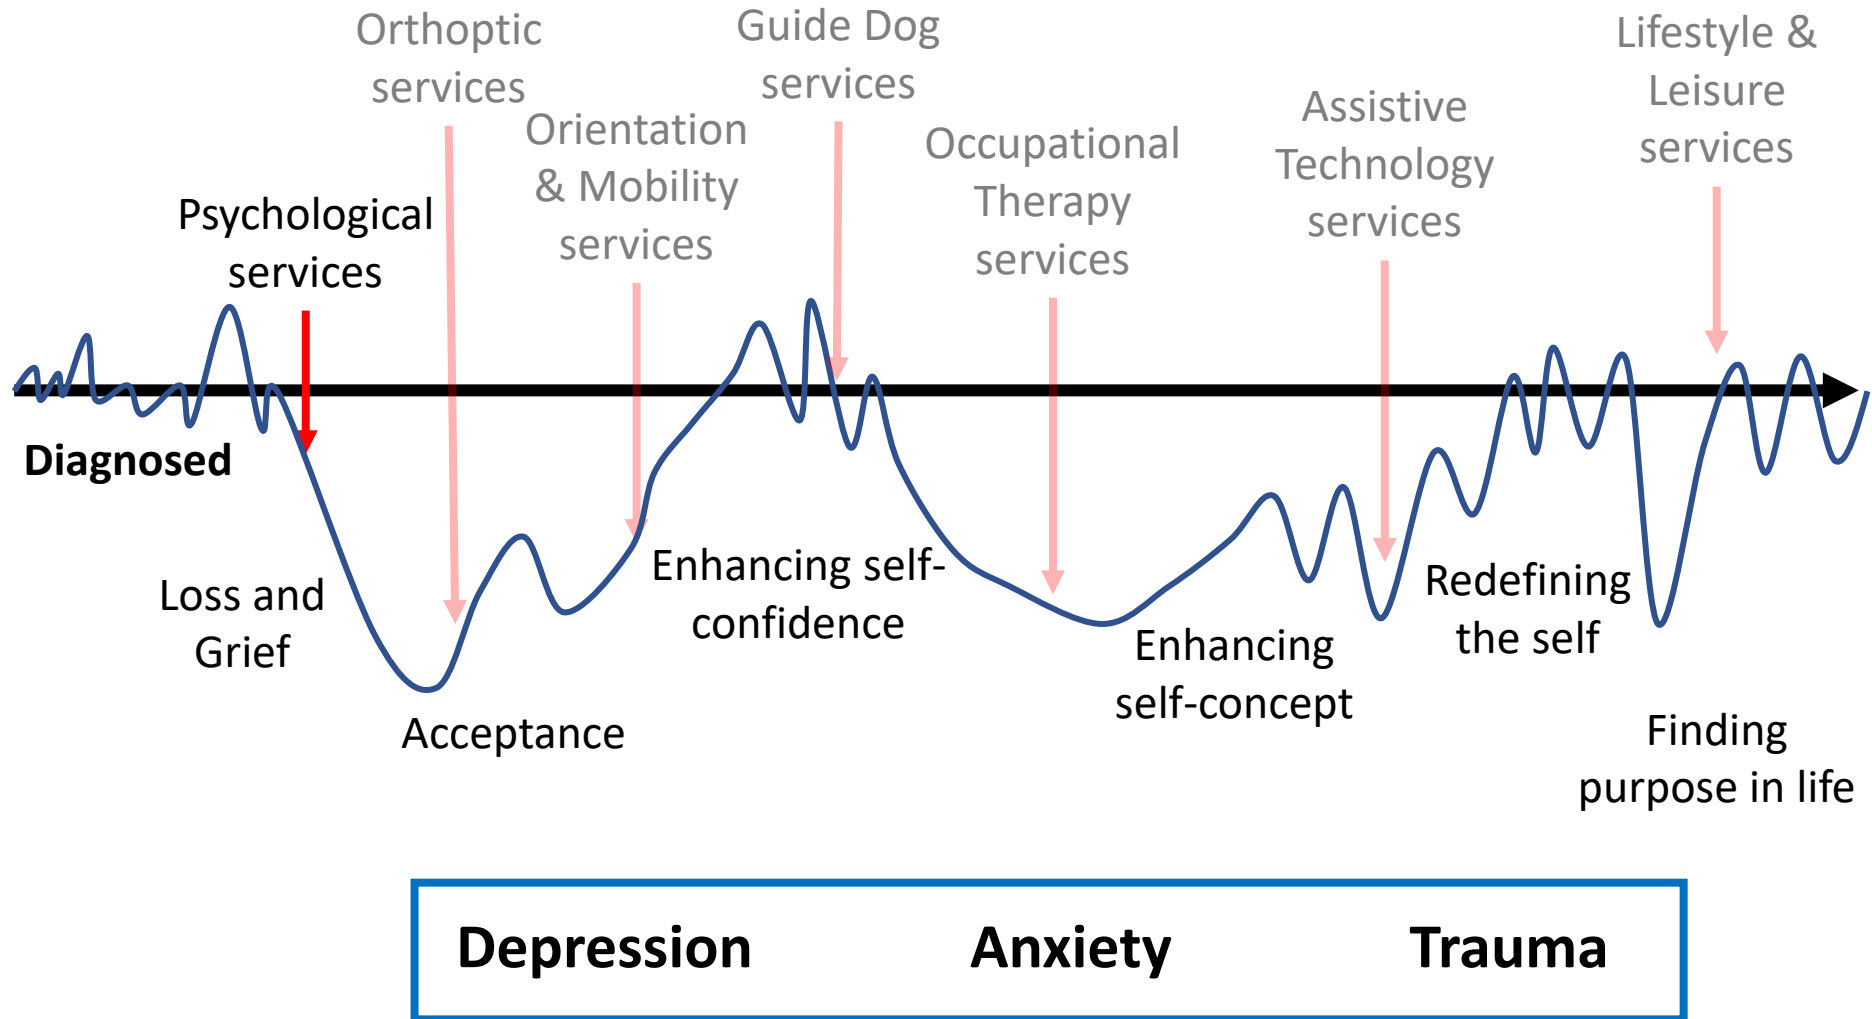 Orthoptic
services
Guide Dog
services
Lifestyle &
Leisure
services
Orientation
& Mobility
services
Occupational
Therapy
services
Assistive
Technology
services
Psychological
services
Diagnosed
Loss and
Grief
Acceptance
Enhancing self-
confidence
Enhancing
self-concept
Redefining
the self
Finding
purpose in life
Depression
Anxiety
Trauma